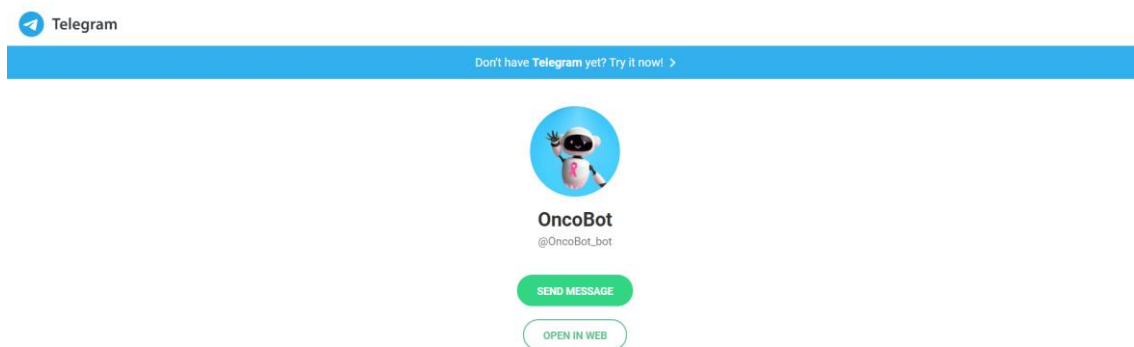 Telegram
Don't have Telegram yet? Try it now! >
OncoBot
@OncoBot_bot
SEND MESSAGE
OPEN IN WEB